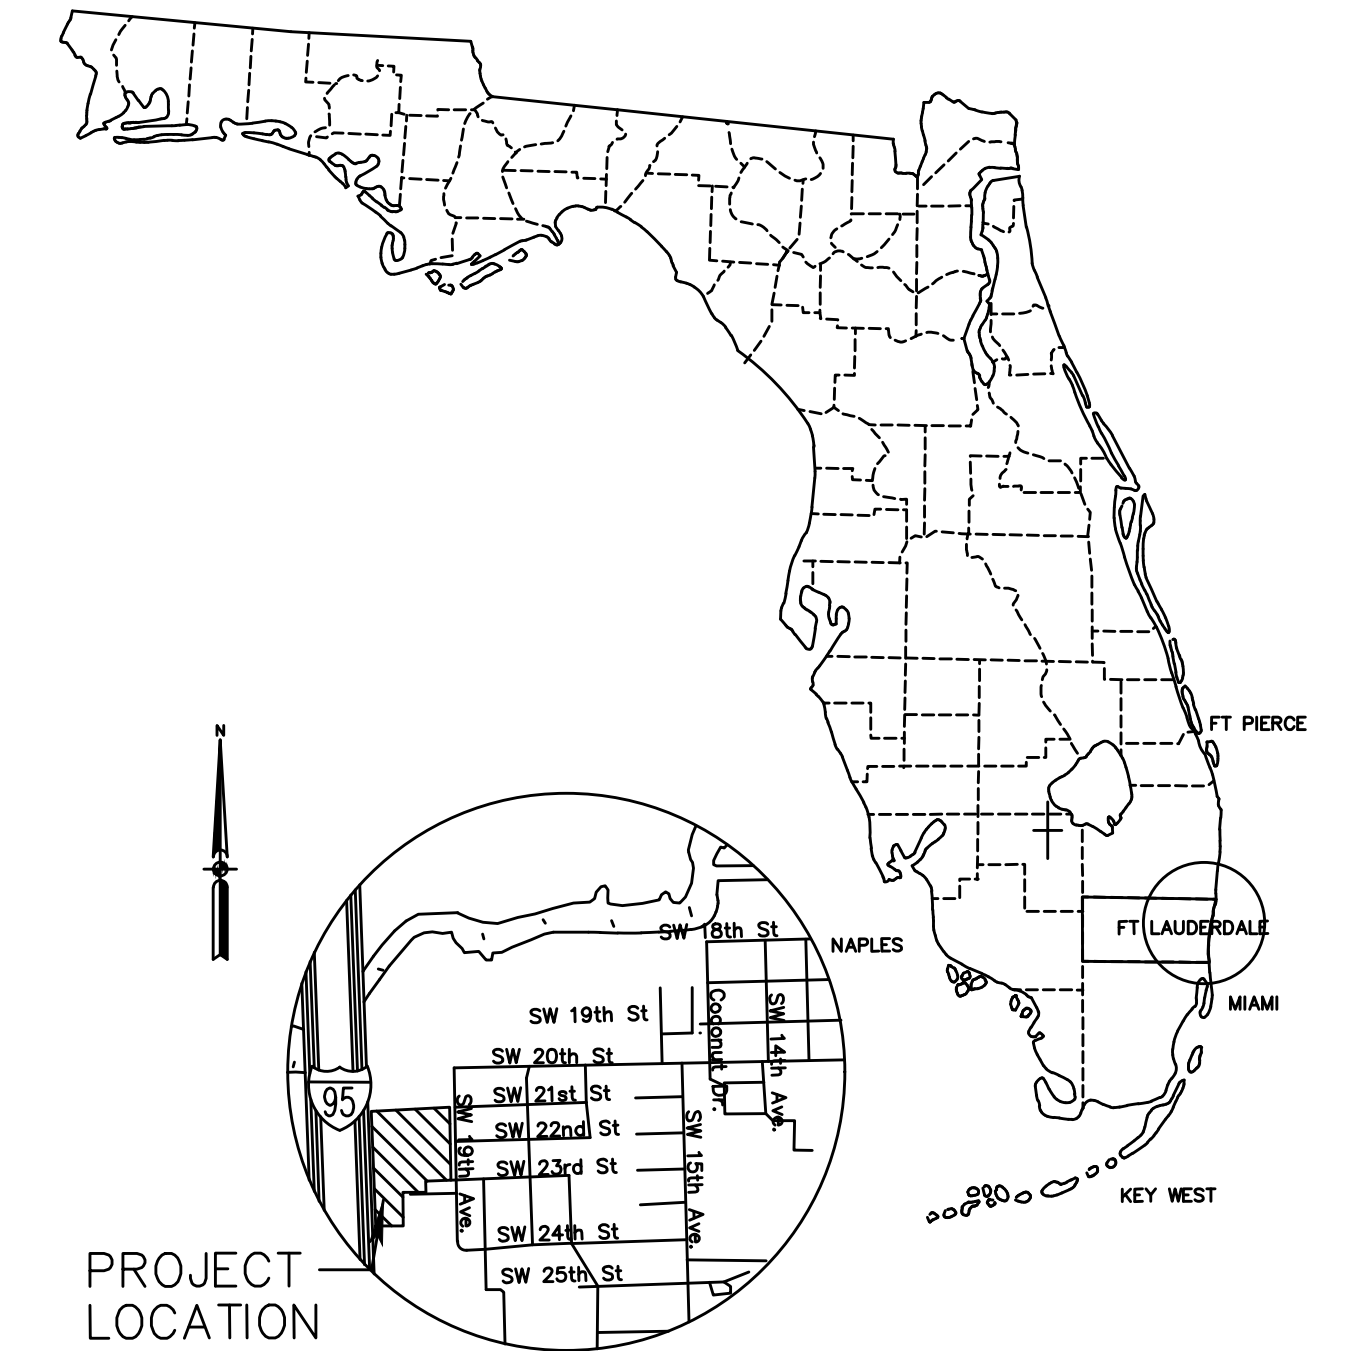 N
FT PIERCE
FT LAUDERDALE
NAPLES
MIAMI
KEY WEST
SW 18th St
SW 19th St
SW 20th St
SW 21st St
SW 22nd St
SW 23rd St
SW 24th St
SW 25th St
Coconut Dr.
SW 14th Ave.
SW 15th Ave.
SW 19th Ave.
95
PROJECT
LOCATION